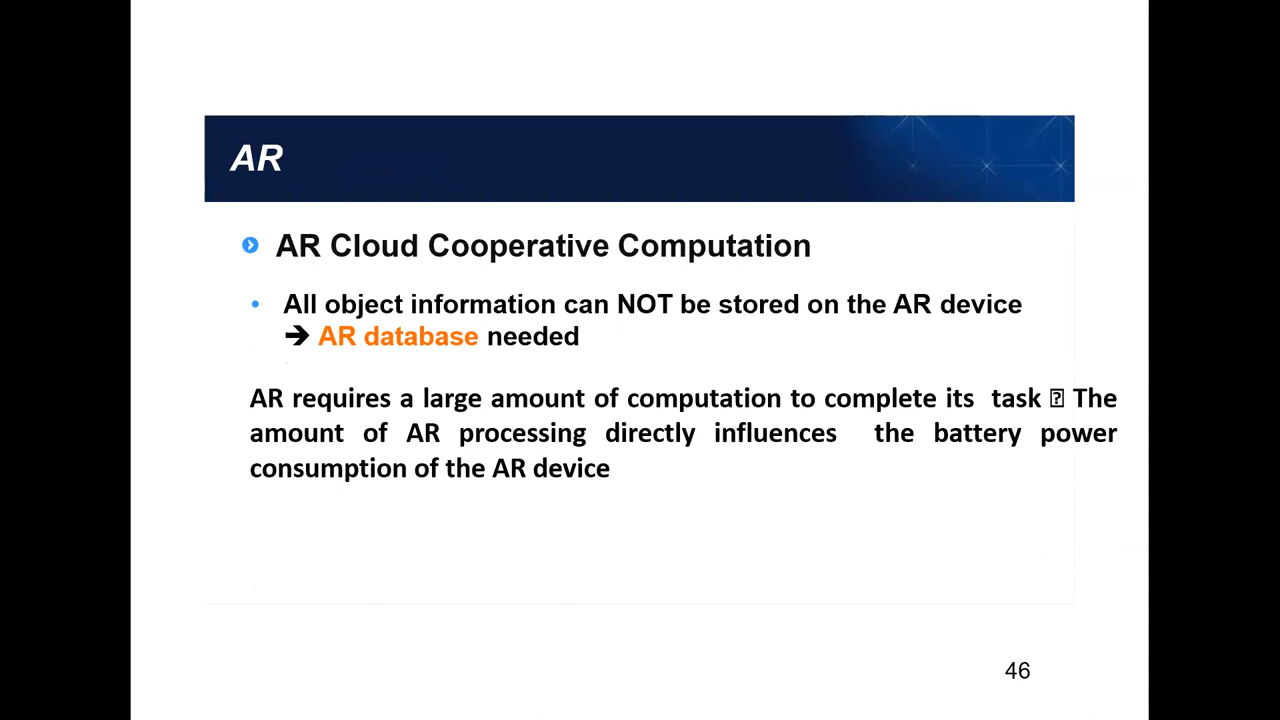 AR
AR Cloud Cooperative Computation
• All object information can NOT be stored on the AR device
➔ AR database needed
AR requires a large amount of computation to complete its task ⍰ The
amount of AR processing directly influences the battery power
consumption of the AR device
46